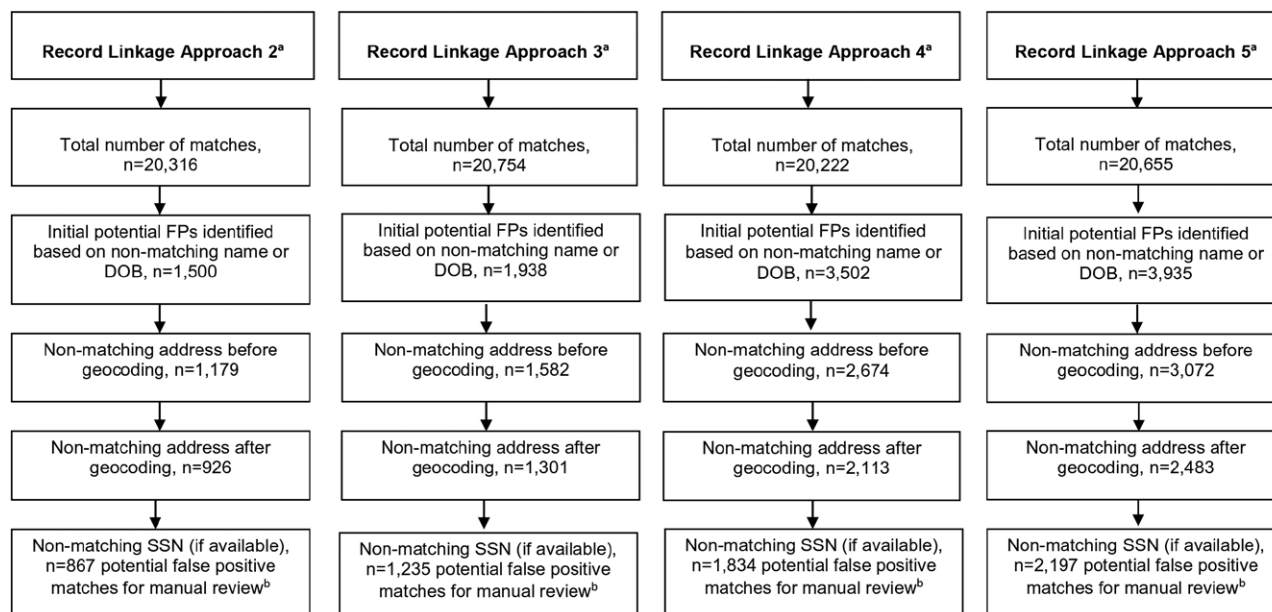 Record Linkage Approach 2ᵃ
Total number of matches,
n=20,316
Initial potential FPs identified
based on non-matching name or
DOB, n=1,500
Non-matching address before
geocoding, n=1,179
Non-matching address after
geocoding, n=926
Non-matching SSN (if available),
n=867 potential false positive
matches for manual reviewᵇ
Record Linkage Approach 3ᵃ
Total number of matches,
n=20,754
Initial potential FPs identified
based on non-matching name or
DOB, n=1,938
Non-matching address before
geocoding, n=1,582
Non-matching address after
geocoding, n=1,301
Non-matching SSN (if available),
n=1,235 potential false positive
matches for manual reviewᵇ
Record Linkage Approach 4ᵃ
Total number of matches,
n=20,222
Initial potential FPs identified
based on non-matching name or
DOB, n=3,502
Non-matching address before
geocoding, n=2,674
Non-matching address after
geocoding, n=2,113
Non-matching SSN (if available),
n=1,834 potential false positive
matches for manual reviewᵇ
Record Linkage Approach 5ᵃ
Total number of matches,
n=20,655
Initial potential FPs identified
based on non-matching name or
DOB, n=3,935
Non-matching address before
geocoding, n=3,072
Non-matching address after
geocoding, n=2,483
Non-matching SSN (if available),
n=2,197 potential false positive
matches for manual reviewᵇ